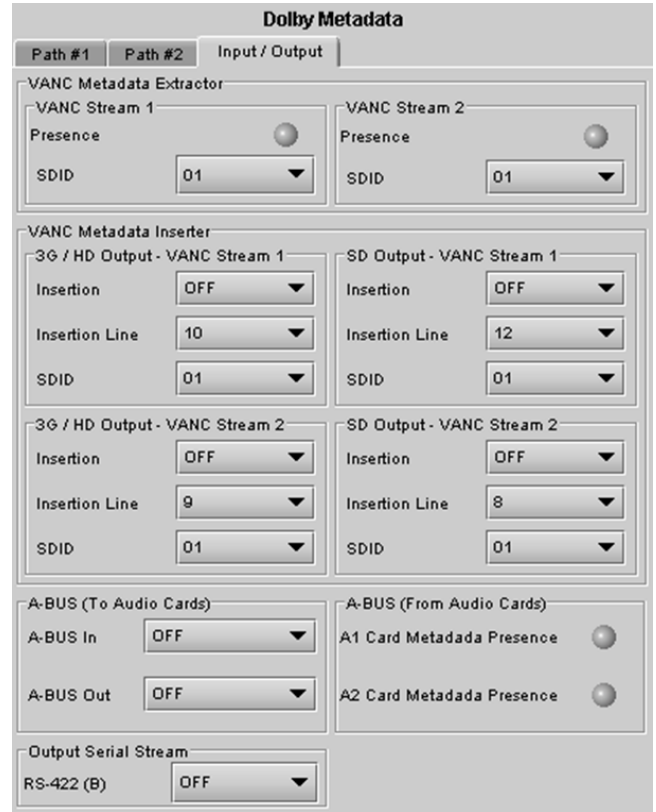 Dolby Metadata
Path #1 Path #2 Input / Output
VANC Metadata Extractor
VANC Stream 1 VANC Stream 2
Presence Presence
SDID 01 SDID 01
VANC Metadata Inserter
3G / HD Output - VANC Stream 1 SD Output - VANC Stream 1
Insertion OFF Insertion OFF
Insertion Line 10 Insertion Line 12
SDID 01 SDID 01
3G / HD Output - VANC Stream 2 SD Output - VANC Stream 2
Insertion OFF Insertion OFF
Insertion Line 9 Insertion Line 8
SDID 01 SDID 01
A-BUS (To Audio Cards) A-BUS (From Audio Cards)
A-BUS In OFF A1 Card Metadada Presence
A-BUS Out OFF A2 Card Metadada Presence
Output Serial Stream
RS-422 (B) OFF